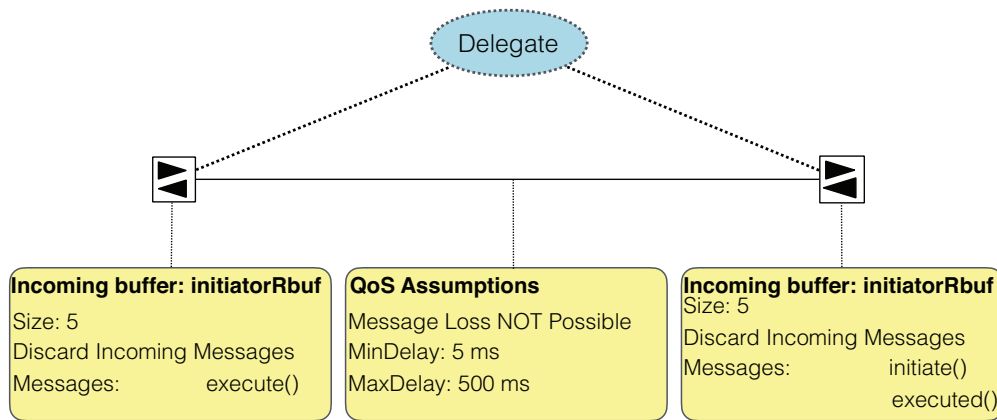 Delegate
Incoming buffer: initiatorRbuf
Size: 5
Discard Incoming Messages
Messages: execute()
QoS Assumptions
Message Loss NOT Possible
MinDelay: 5 ms
MaxDelay: 500 ms
Incoming buffer: initiatorRbuf
Size: 5
Discard Incoming Messages
Messages: initiate()
executed()